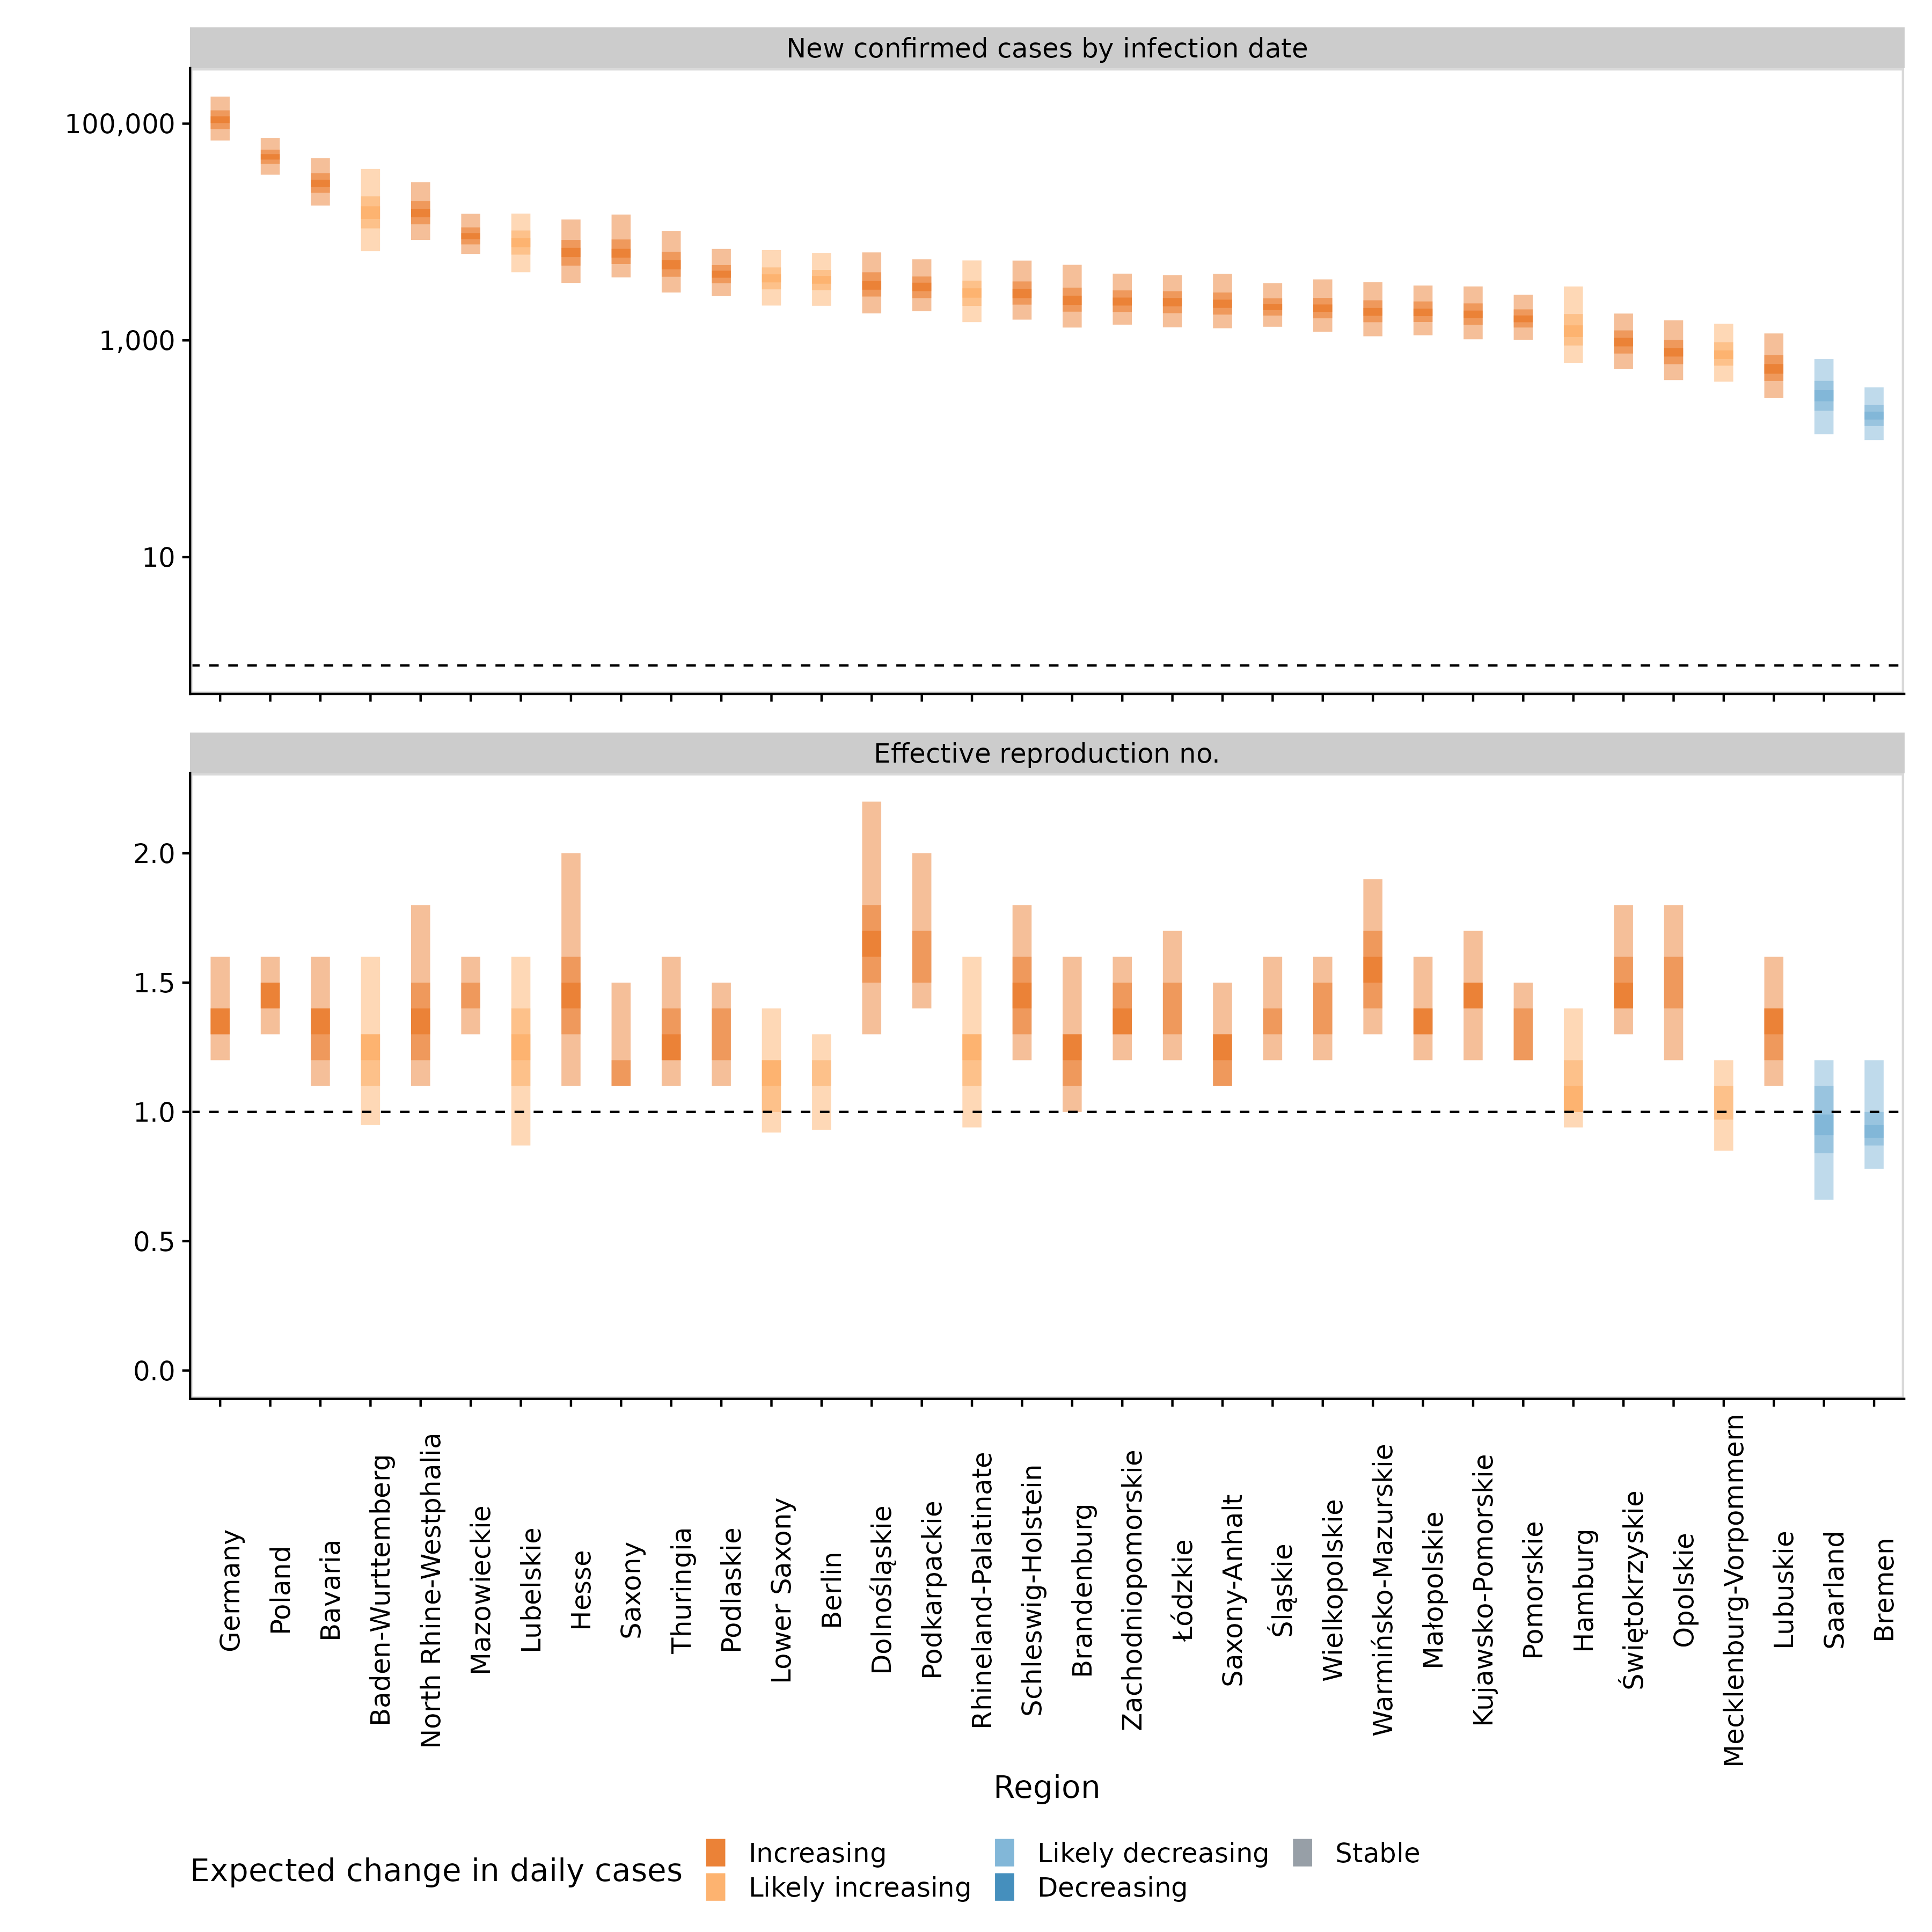 New confirmed cases by infection date
100,000
1,000
10
Effective reproduction no.
2.0
1.5
1.0
0.5
0.0
Germany
Poland
Bavaria
Baden-Wurttemberg
North Rhine-Westphalia
Mazowieckie
Lubelskie
Hesse
Saxony
Thuringia
Podlaskie
Lower Saxony
Berlin
Dolnośląskie
Podkarpackie
Rhineland-Palatinate
Schleswig-Holstein
Brandenburg
Zachodniopomorskie
Łódzkie
Saxony-Anhalt
Śląskie
Wielkopolskie
Warmińsko-Mazurskie
Małopolskie
Kujawsko-Pomorskie
Pomorskie
Hamburg
Świętokrzyskie
Opolskie
Mecklenburg-Vorpommern
Lubuskie
Saarland
Bremen
Region
Expected change in daily cases
Increasing
Likely increasing
Likely decreasing
Decreasing
Stable